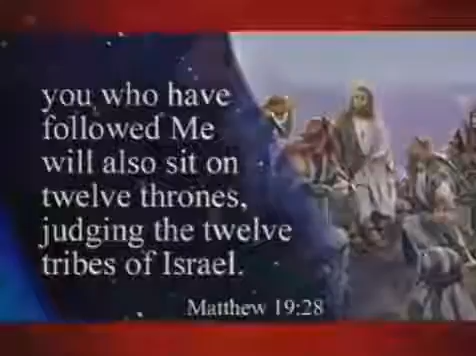 you who have
followed Me
will also sit on
twelve thrones,
judging the twelve
tribes of Israel.
Matthew 19:28